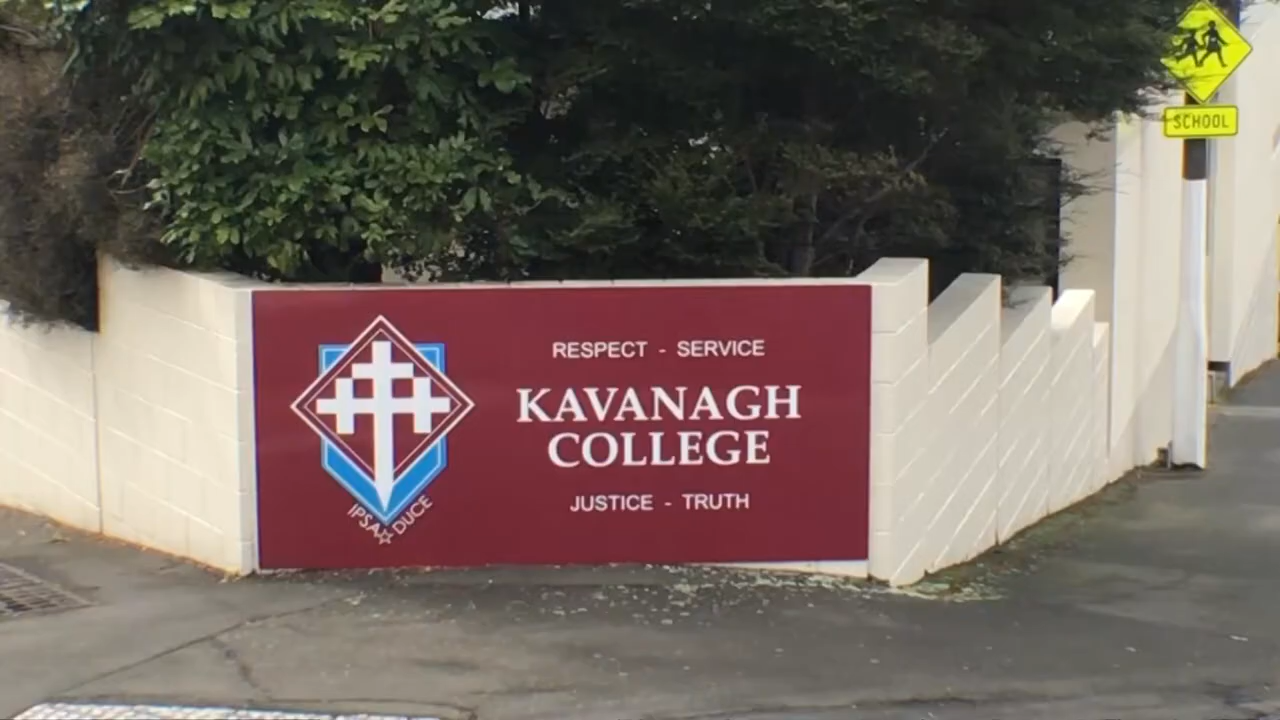 SCHOOL
RESPECT - SERVICE
KAVANAGH
COLLEGE
JUSTICE - TRUTH
IPSA DUCE